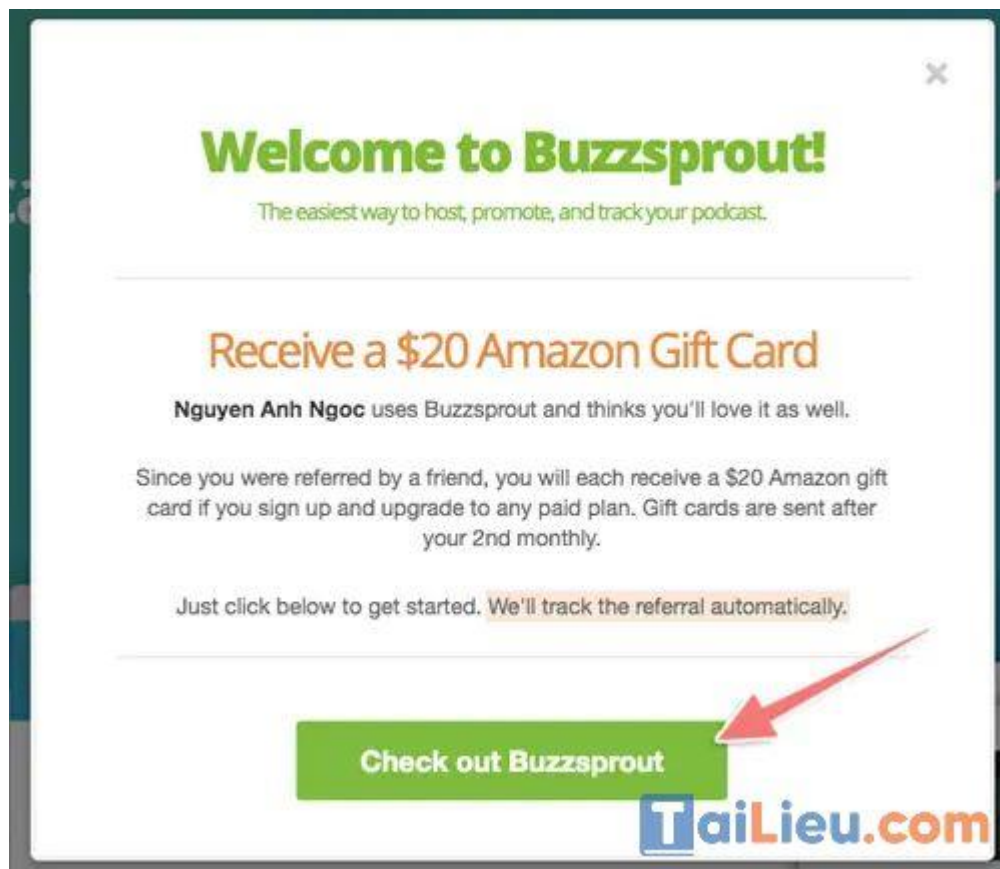 ×
Welcome to Buzzsprout!
The easiest way to host, promote, and track your podcast.
Receive a $20 Amazon Gift Card
Nguyen Anh Ngoc uses Buzzsprout and thinks you'll love it as well.
Since you were referred by a friend, you will each receive a $20 Amazon gift
card if you sign up and upgrade to any paid plan. Gift cards are sent after
your 2nd monthly.
Just click below to get started. We'll track the referral automatically.
Check out Buzzsprout
TaiLieu.com